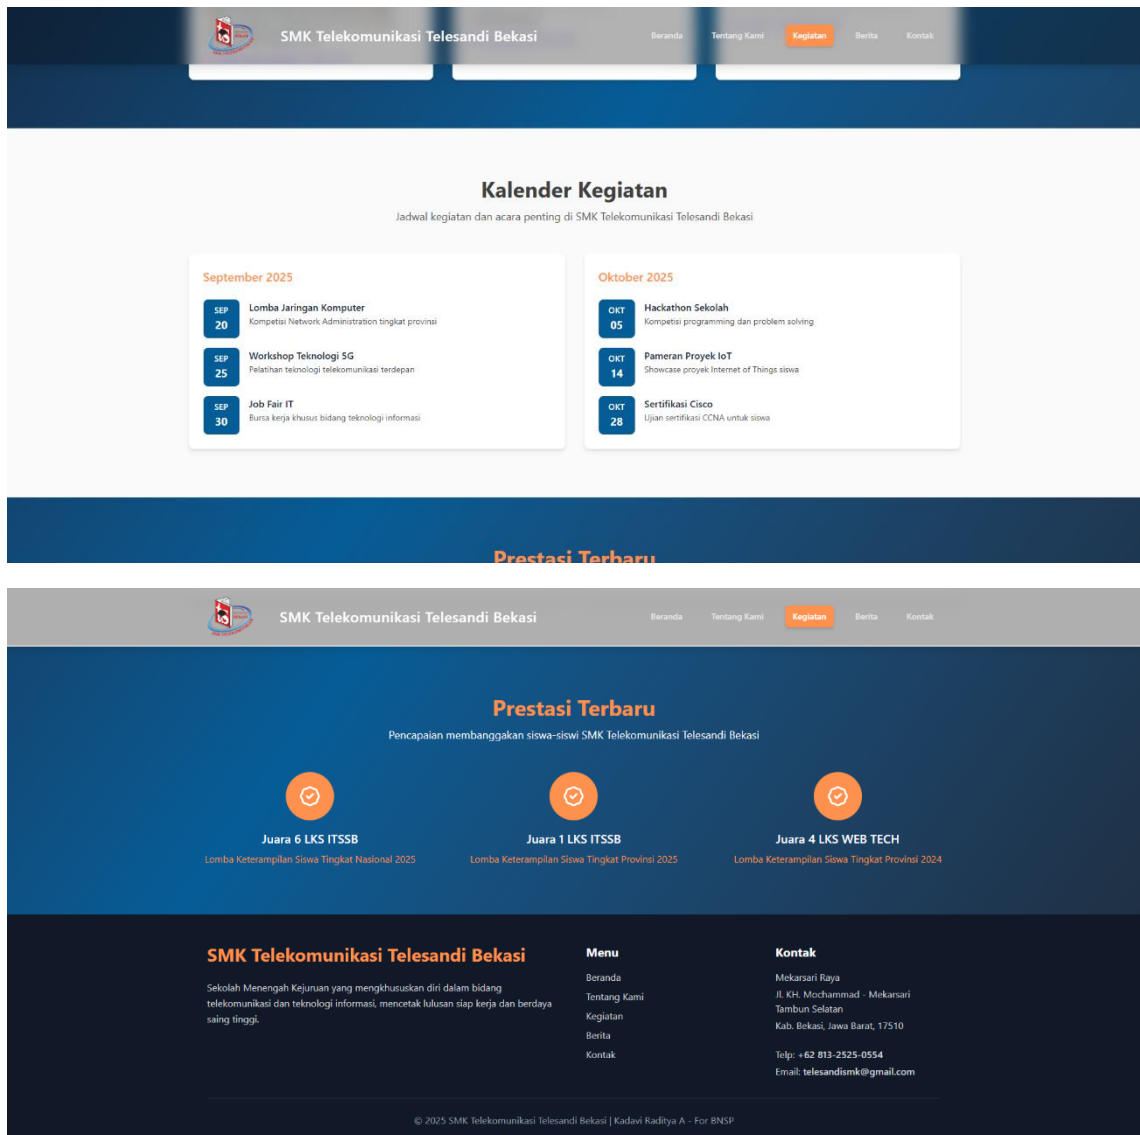 SMK Telekomunikasi Telesandi Bekasi
Beranda Tentang Kami Kegiatan Berita Kontak
Kalender Kegiatan
Jadwal kegiatan dan acara penting di SMK Telekomunikasi Telesandi Bekasi
September 2025
SEP 20
Lomba Jaringan Komputer
Kompetisi Network Administration tingkat provinsi
SEP 25
Workshop Teknologi 5G
Pelatihan teknologi telekomunikasi terdepan
SEP 30
Job Fair IT
Bursa kerja khusus bidang teknologi informasi
Oktober 2025
OKT 05
Hackathon Sekolah
Kompetisi programming dan problem solving
OKT 14
Pameran Proyek IoT
Showcase proyek Internet of Things siswa
OKT 28
Sertifikasi Cisco
Ujian sertifikasi CCNA untuk siswa
Prestasi Terbaru
SMK Telekomunikasi Telesandi Bekasi
Beranda Tentang Kami Kegiatan Berita Kontak
Prestasi Terbaru
Pencapaian membanggakan siswa-siswi SMK Telekomunikasi Telesandi Bekasi
Juara 6 LKS ITSSB
Lomba Keterampilan Siswa Tingkat Nasional 2025
Juara 1 LKS ITSSB
Lomba Keterampilan Siswa Tingkat Provinsi 2025
Juara 4 LKS WEB TECH
Lomba Keterampilan Siswa Tingkat Provinsi 2024
SMK Telekomunikasi Telesandi Bekasi
Sekolah Menengah Kejuruan yang mengkhususkan diri dalam bidang
telekomunikasi dan teknologi informasi, mencetak lulusan siap kerja dan berdaya
saing tinggi.
Menu
Beranda
Tentang Kami
Kegiatan
Berita
Kontak
Kontak
Mekarsari Raya
Jl. KH. Mochammad - Mekarsari
Tambun Selatan
Kab. Bekasi, Jawa Barat, 17510
Telp: +62 813-2525-0554
Email: telesandismk@gmail.com
© 2025 SMK Telekomunikasi Telesandi Bekasi | Kadavi Raditya A - For BNSP